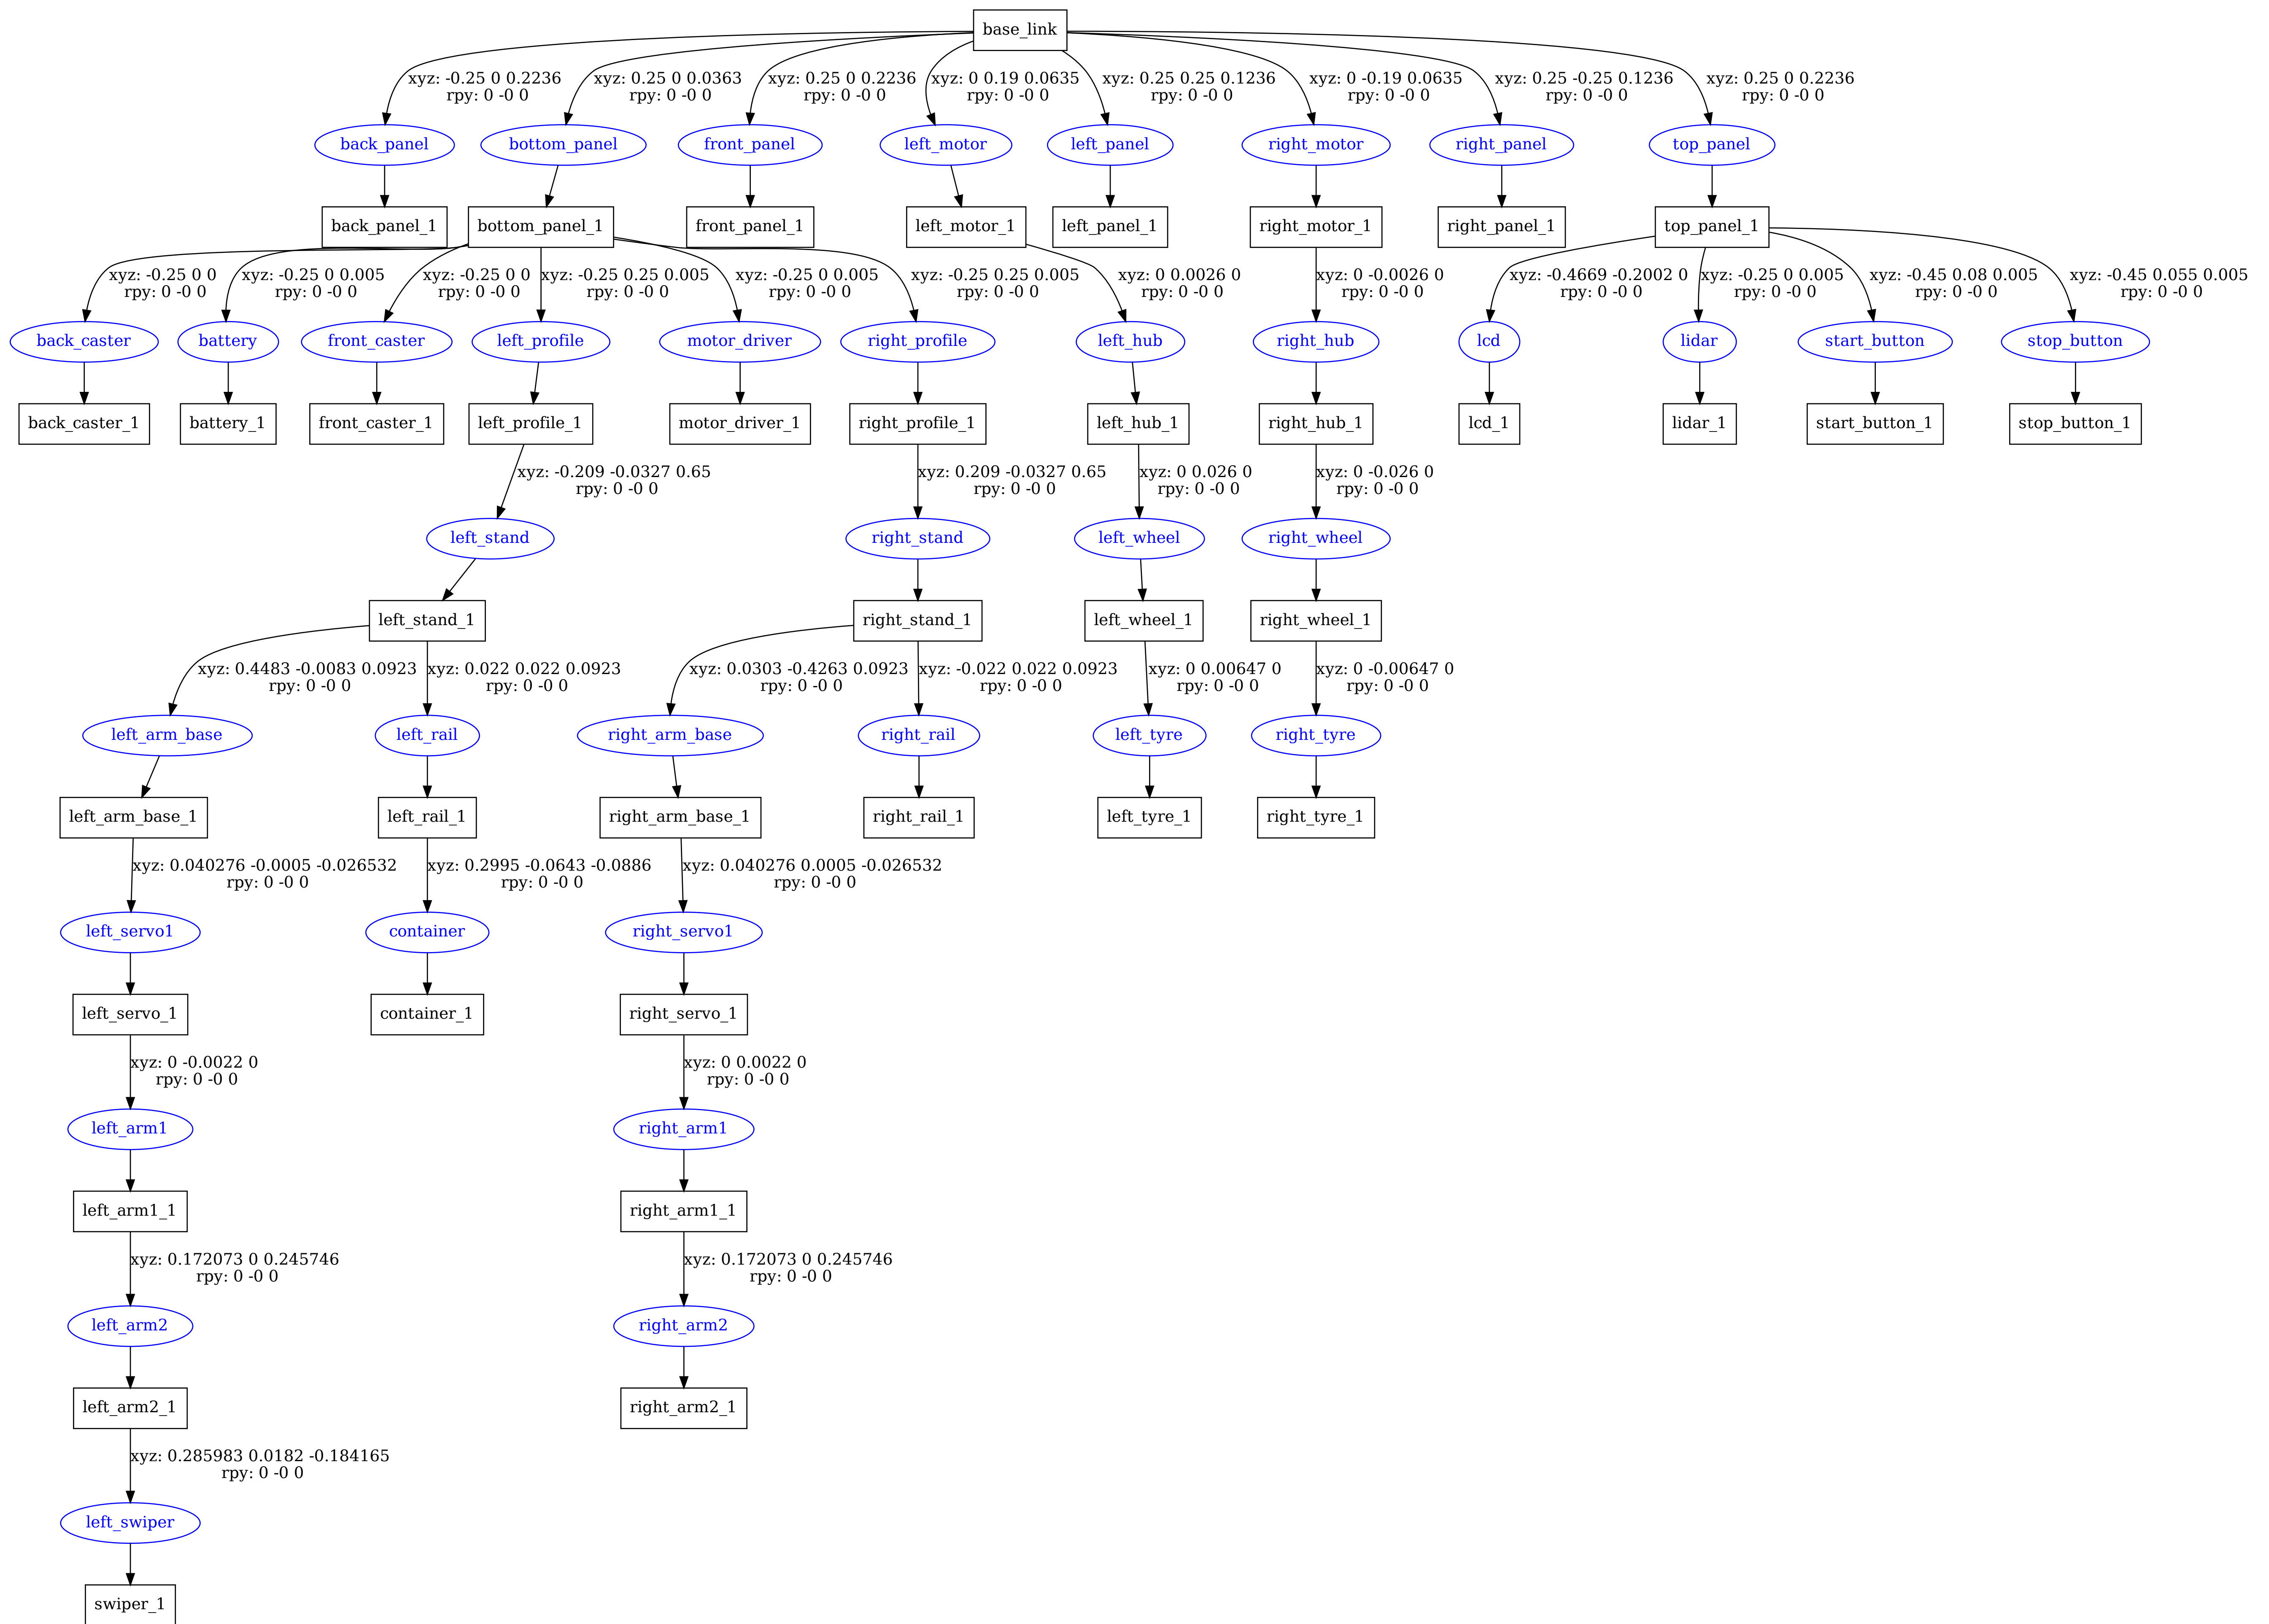 base_link
xyz: -0.25 0 0.2236
rpy: 0 -0 0
xyz: 0.25 0 0.0363
rpy: 0 -0 0
xyz: 0.25 0 0.2236
rpy: 0 -0 0
xyz: 0 0.19 0.0635
rpy: 0 -0 0
xyz: 0.25 0.25 0.1236
rpy: 0 -0 0
xyz: 0 -0.19 0.0635
rpy: 0 -0 0
xyz: 0.25 -0.25 0.1236
rpy: 0 -0 0
xyz: 0.25 0 0.2236
rpy: 0 -0 0
back_panel
bottom_panel
front_panel
left_motor
left_panel
right_motor
right_panel
top_panel
back_panel_1
bottom_panel_1
front_panel_1
left_motor_1
left_panel_1
right_motor_1
right_panel_1
top_panel_1
xyz: -0.25 0 0
rpy: 0 -0 0
xyz: -0.25 0 0.005
rpy: 0 -0 0
xyz: -0.25 0 0
rpy: 0 -0 0
xyz: -0.25 0.25 0.005
rpy: 0 -0 0
xyz: -0.25 0 0.005
rpy: 0 -0 0
xyz: -0.25 0.25 0.005
rpy: 0 -0 0
xyz: 0 0.0026 0
rpy: 0 -0 0
xyz: 0 -0.0026 0
rpy: 0 -0 0
xyz: -0.4669 -0.2002 0
rpy: 0 -0 0
xyz: -0.25 0 0.005
rpy: 0 -0 0
xyz: -0.45 0.08 0.005
rpy: 0 -0 0
xyz: -0.45 0.055 0.005
rpy: 0 -0 0
back_caster
battery
front_caster
left_profile
motor_driver
right_profile
left_hub
right_hub
lcd
lidar
start_button
stop_button
back_caster_1
battery_1
front_caster_1
left_profile_1
motor_driver_1
right_profile_1
left_hub_1
right_hub_1
lcd_1
lidar_1
start_button_1
stop_button_1
xyz: -0.209 -0.0327 0.65
rpy: 0 -0 0
xyz: 0.209 -0.0327 0.65
rpy: 0 -0 0
xyz: 0 0.026 0
rpy: 0 -0 0
xyz: 0 -0.026 0
rpy: 0 -0 0
left_stand
right_stand
left_wheel
right_wheel
left_stand_1
right_stand_1
left_wheel_1
right_wheel_1
xyz: 0.4483 -0.0083 0.0923
rpy: 0 -0 0
xyz: 0.022 0.022 0.0923
rpy: 0 -0 0
xyz: 0.0303 -0.4263 0.0923
rpy: 0 -0 0
xyz: -0.022 0.022 0.0923
rpy: 0 -0 0
xyz: 0 0.00647 0
rpy: 0 -0 0
xyz: 0 -0.00647 0
rpy: 0 -0 0
left_arm_base
left_rail
right_arm_base
right_rail
left_tyre
right_tyre
left_arm_base_1
left_rail_1
right_arm_base_1
right_rail_1
left_tyre_1
right_tyre_1
xyz: 0.040276 -0.0005 -0.026532
rpy: 0 -0 0
xyz: 0.2995 -0.0643 -0.0886
rpy: 0 -0 0
xyz: 0.040276 0.0005 -0.026532
rpy: 0 -0 0
left_servo1
container
right_servo1
left_servo_1
container_1
right_servo_1
xyz: 0 -0.0022 0
rpy: 0 -0 0
xyz: 0 0.0022 0
rpy: 0 -0 0
left_arm1
right_arm1
left_arm1_1
right_arm1_1
xyz: 0.172073 0 0.245746
rpy: 0 -0 0
xyz: 0.172073 0 0.245746
rpy: 0 -0 0
left_arm2
right_arm2
left_arm2_1
right_arm2_1
xyz: 0.285983 0.0182 -0.184165
rpy: 0 -0 0
left_swiper
swiper_1